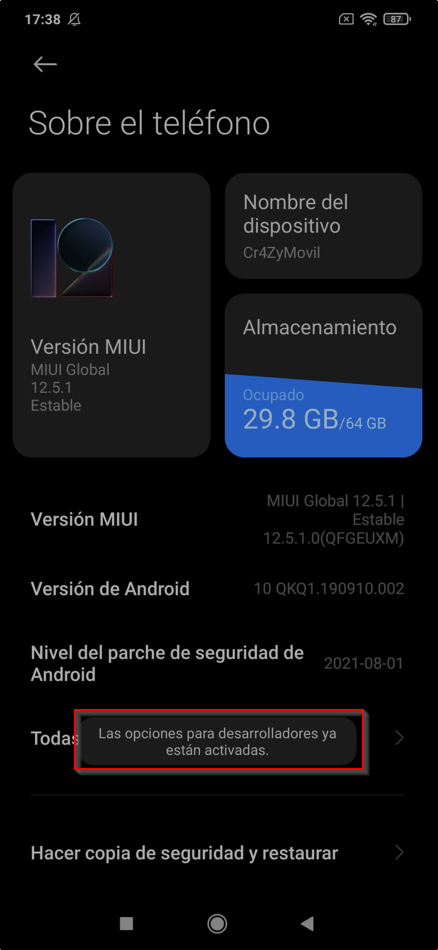 17:38
87
Sobre el teléfono
Versión MIUI
MIUI Global
12.5.1
Estable
Nombre del
dispositivo
Cr4ZyMovil
Almacenamiento
Ocupado
29.8 GB/64 GB
Versión MIUI
MIUI Global 12.5.1 |
Estable
12.5.1.0(QFGEUXM)
Versión de Android
10 QKQ1.190910.002
Nivel del parche de seguridad de
Android
2021-08-01
Todas
Las opciones para desarrolladores ya
están activadas.
Hacer copia de seguridad y restaurar